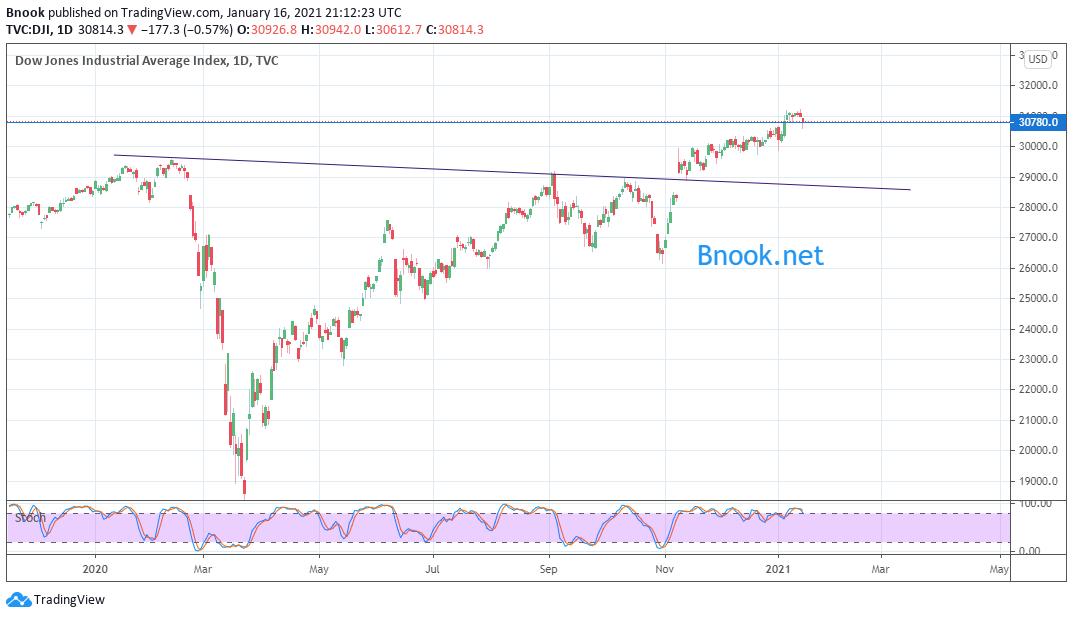 Bnook published on TradingView.com, January 16, 2021 21:12:23 UTC
TVC:DJI, 1D 30814.3 ▼ −177.3 (−0.57%) O:30926.8 H:30942.0 L:30612.7 C:30814.3
Dow Jones Industrial Average Index, 1D, TVC
USD
32000.0
30780.0
30000.0
29000.0
28000.0
27000.0
Bnook.net
26000.0
25000.0
24000.0
23000.0
22000.0
21000.0
20000.0
19000.0
100.00
Stoch
0.00
2020 Mar May Jul Sep Nov 2021 Mar May
TradingView